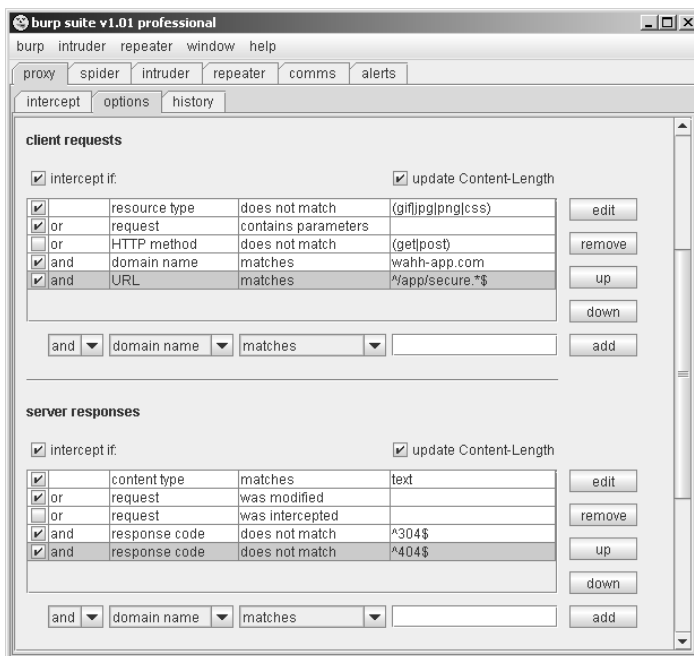 burp suite v1.01 professional
burp intruder repeater window help
proxy spider intruder repeater comms alerts
intercept options history
client requests
intercept if: update Content-Length
resource type does not match (gif|jpg|png|css) edit
or request contains parameters
or HTTP method does not match (get|post) remove
and domain name matches wahh-app.com
and URL matches ^/app/secure.*$ up
down
and domain name matches add
server responses
intercept if: update Content-Length
content type matches text edit
or request was modified
or request was intercepted remove
and response code does not match ^304$
and response code does not match ^404$ up
down
and domain name matches add